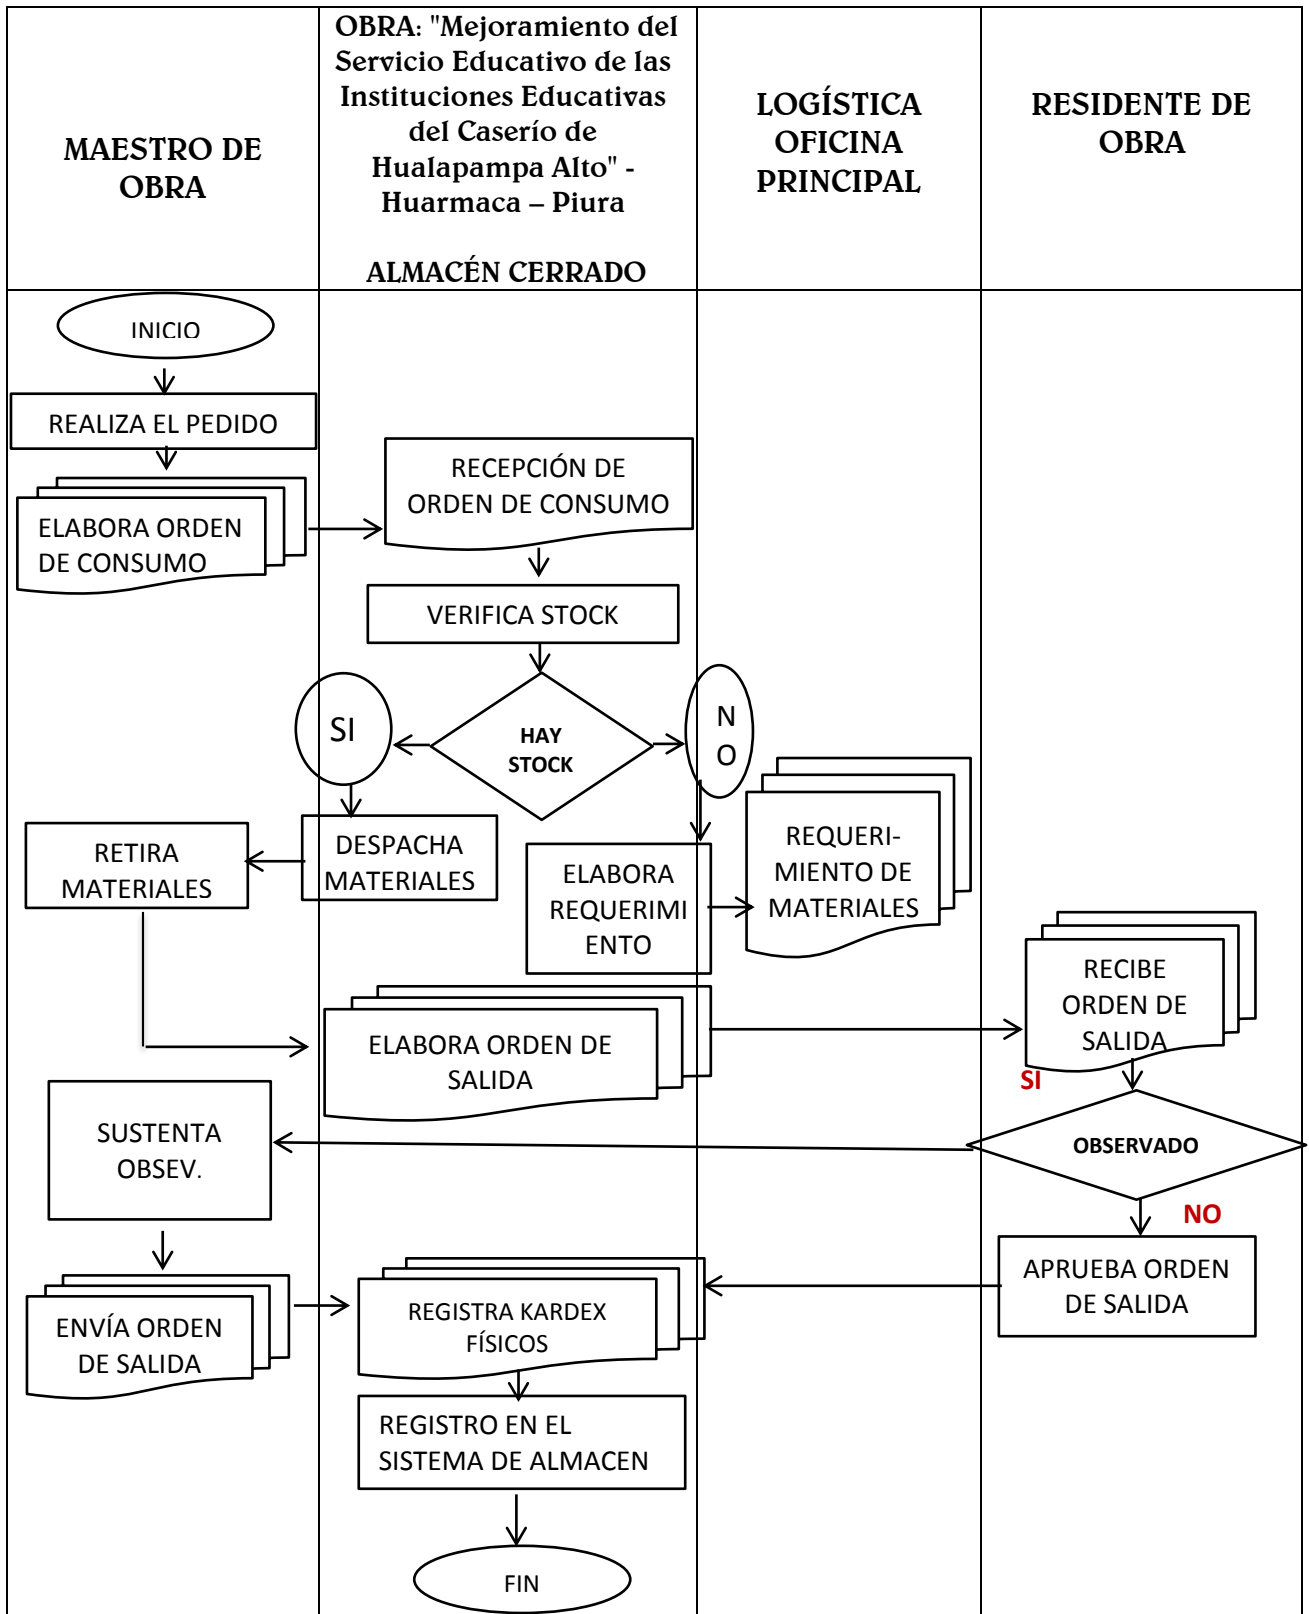 MAESTRO DE
OBRA
OBRA: "Mejoramiento del
Servicio Educativo de las
Instituciones Educativas
del Caserío de
Hualapampa Alto" -
Huarmaca – Piura
ALMACÉN CERRADO
LOGÍSTICA
OFICINA
PRINCIPAL
RESIDENTE DE
OBRA
INICIO
REALIZA EL PEDIDO
ELABORA ORDEN
DE CONSUMO
RECEPCIÓN DE
ORDEN DE CONSUMO
VERIFICA STOCK
HAY
STOCK
SI
N
O
DESPACHA
MATERIALES
RETIRA
MATERIALES
ELABORA
REQUERIMI
ENTO
REQUERI-
MIENTO DE
MATERIALES
ELABORA ORDEN DE
SALIDA
RECIBE
ORDEN DE
SALIDA
SI
OBSERVADO
NO
SUSTENTA
OBSEV.
APRUEBA ORDEN
DE SALIDA
ENVÍA ORDEN
DE SALIDA
REGISTRA KARDEX
FÍSICOS
REGISTRO EN EL
SISTEMA DE ALMACEN
FIN